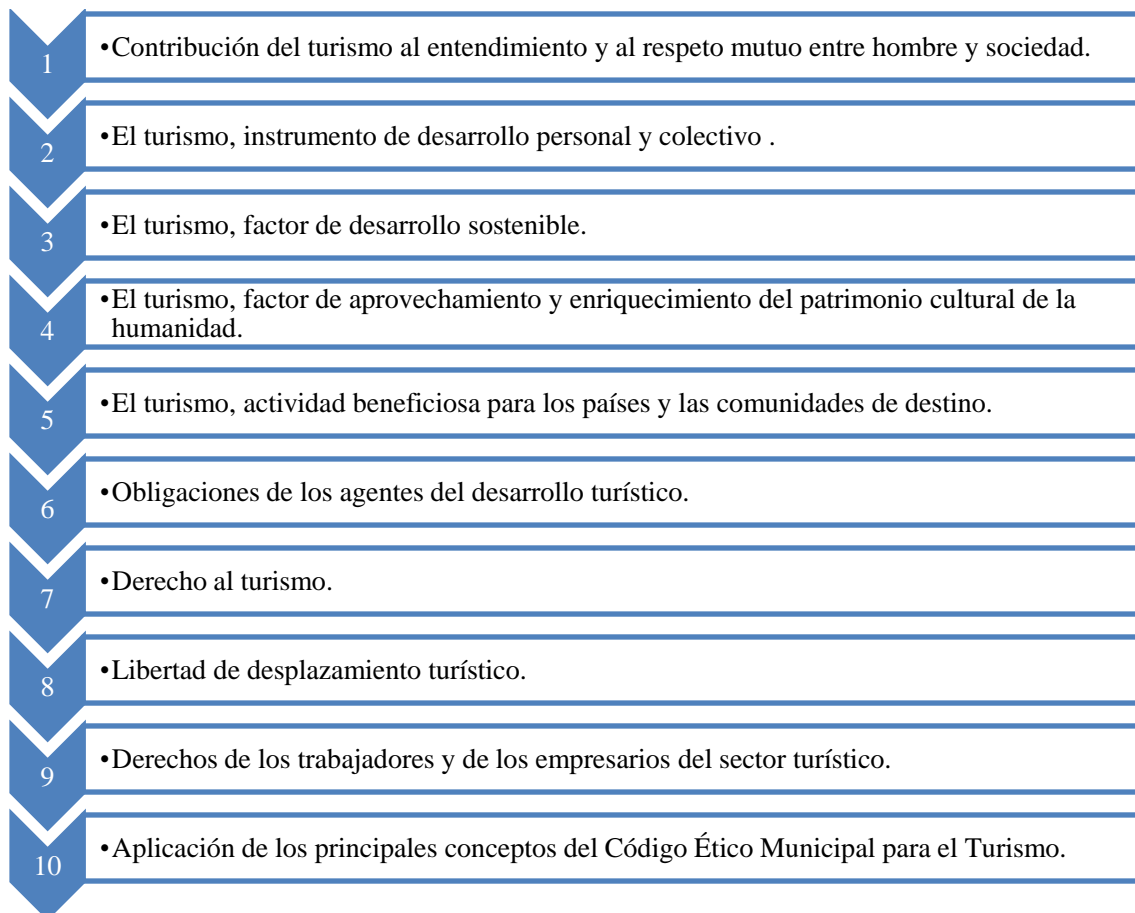 1
•Contribución del turismo al entendimiento y al respeto mutuo entre hombre y sociedad.
2
•El turismo, instrumento de desarrollo personal y colectivo .
3
•El turismo, factor de desarrollo sostenible.
4
•El turismo, factor de aprovechamiento y enriquecimiento del patrimonio cultural de la
humanidad.
5
•El turismo, actividad beneficiosa para los países y las comunidades de destino.
6
•Obligaciones de los agentes del desarrollo turístico.
7
•Derecho al turismo.
8
•Libertad de desplazamiento turístico.
9
•Derechos de los trabajadores y de los empresarios del sector turístico.
10
•Aplicación de los principales conceptos del Código Ético Municipal para el Turismo.